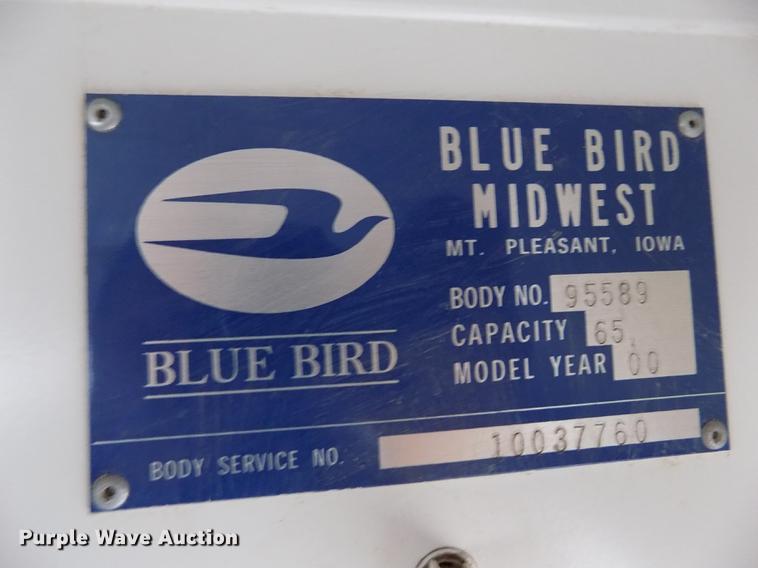 BLUE BIRD
MIDWEST
MT. PLEASANT, IOWA
BODY NO. 95589
CAPACITY 65.
MODEL YEAR 00
BLUE BIRD
BODY SERVICE NO. 10037760
Purple Wave Auction